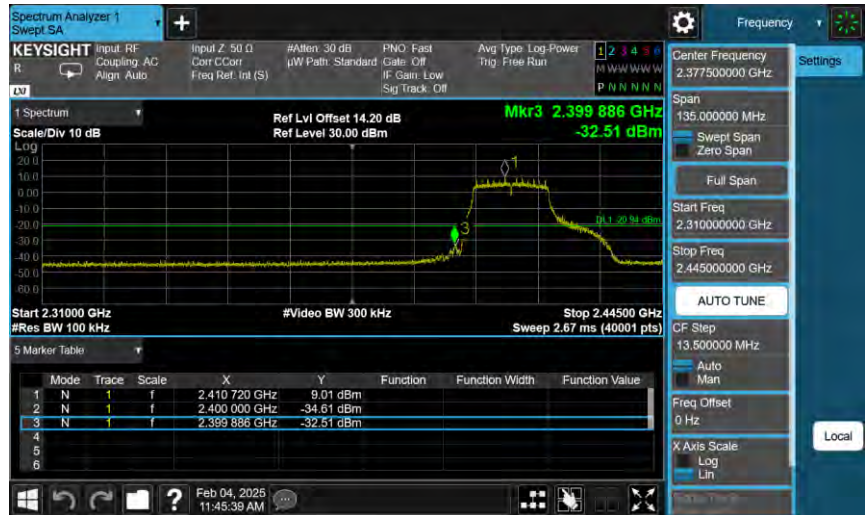 Spectrum Analyzer 1
Swept SA
+
Frequency
KEYSIGHT
R
LXI
Input: RF
Coupling: AC
Align: Auto
Input Z: 50 Ω
Corr CCorr
Freq Ref: Int (S)
#Atten: 30 dB
µW Path: Standard
PNO: Fast
Gate: Off
IF Gain: Low
Sig Track: Off
Avg Type: Log-Power
Trig: Free Run
1 2 3 4 5 6
M W W W W W
P N N N N N
1 Spectrum
Scale/Div 10 dB
Ref Lvl Offset 14.20 dB
Ref Level 30.00 dBm
Mkr3 2.399 886 GHz
-32.51 dBm
Log
20.0
10.0
0.00
-10.0
-20.0
-30.0
-40.0
-50.0
-60.0
1
3
DL1 -20.94 dBm
Start 2.31000 GHz
#Res BW 100 kHz
#Video BW 300 kHz
Stop 2.44500 GHz
Sweep 2.67 ms (40001 pts)
5 Marker Table
Mode Trace Scale X Y Function Function Width Function Value
1 N 1 f 2.410 720 GHz 9.01 dBm
2 N 1 f 2.400 000 GHz -34.61 dBm
3 N 1 f 2.399 886 GHz -32.51 dBm
4
5
6
Feb 04, 2025
11:45:39 AM
?
Center Frequency
2.377500000 GHz
Settings
Span
135.000000 MHz
Swept Span
Zero Span
Full Span
Start Freq
2.310000000 GHz
Stop Freq
2.445000000 GHz
AUTO TUNE
CF Step
13.500000 MHz
Auto
Man
Freq Offset
0 Hz
X Axis Scale
Log
Lin
Local